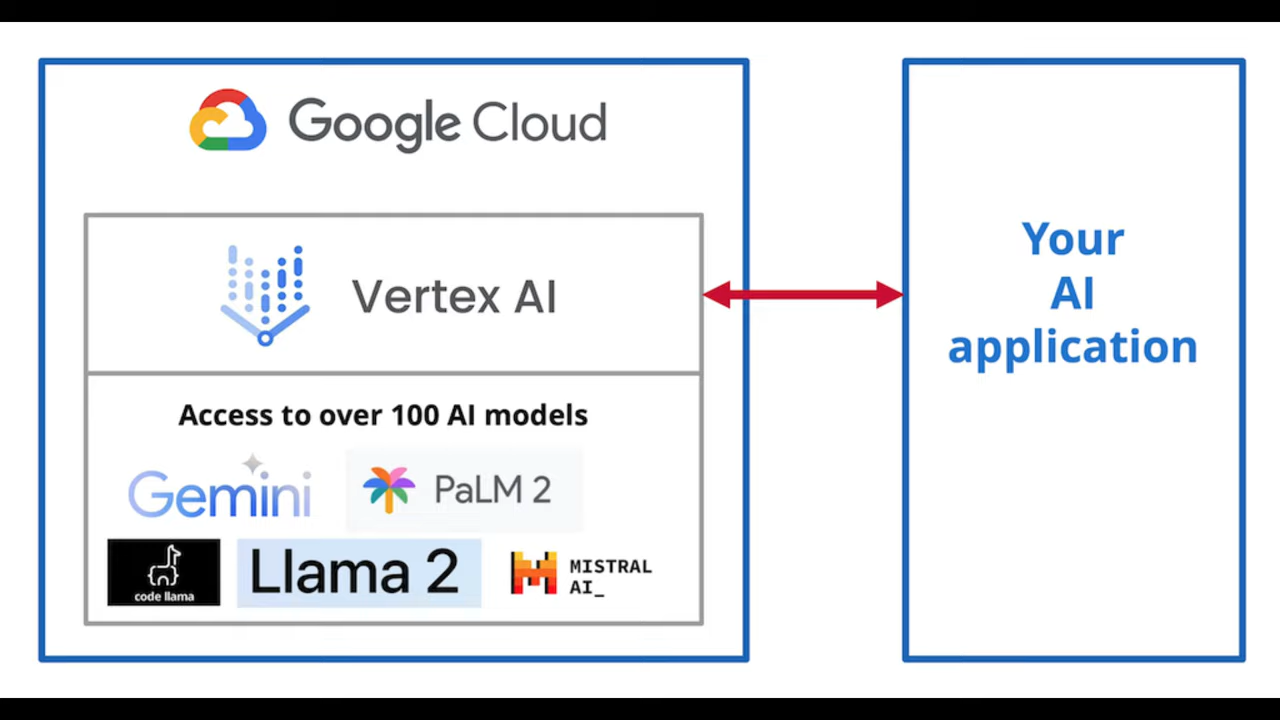 Google Cloud
Vertex AI
Access to over 100 AI models
Gemini
PaLM 2
code llama
Llama 2
MISTRAL
AI_
Your
AI
application